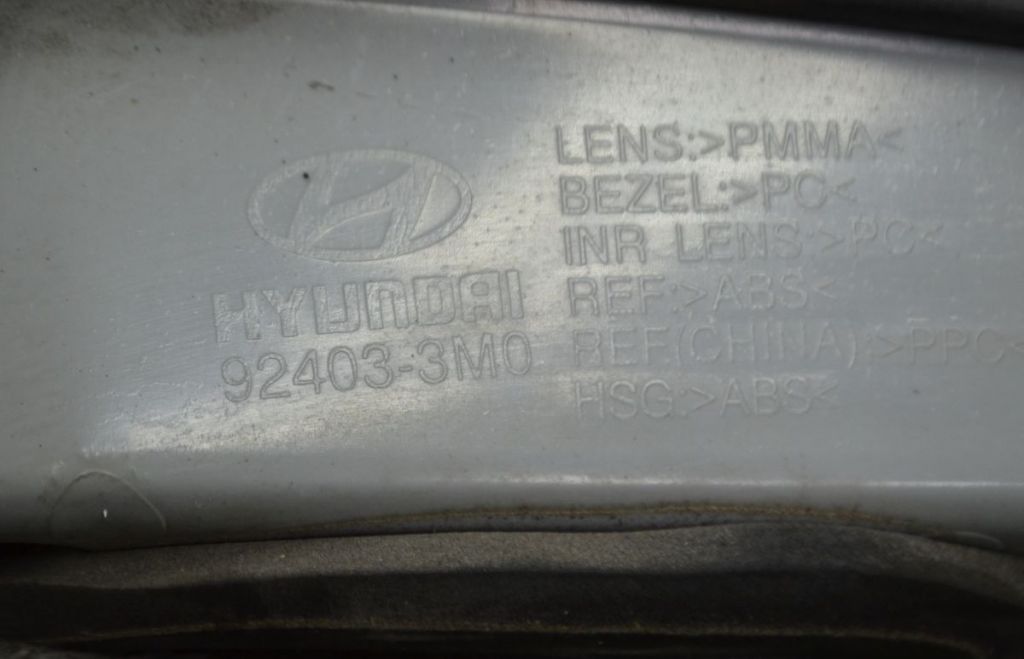 HYUNDAI
92403-3M0
LENS:>PMMA<
BEZEL:>PC<
INR LENS:>PC<
REF:>ABS<
REF(CHINA):>PPC<
HSG:>ABS<